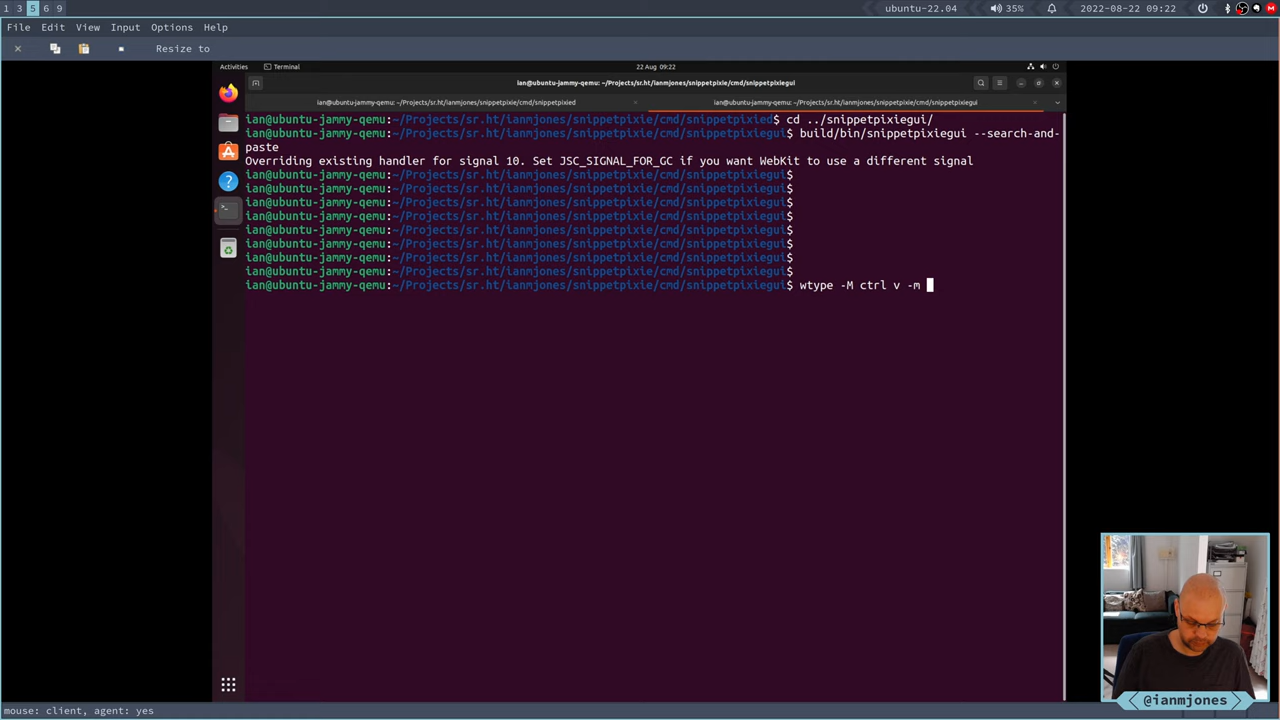 1 3 5 6 9
ubuntu-22.04
35%
2022-08-22 09:22
File Edit View Input Options Help
Resize to
Activities
Terminal
22 Aug 09:22
ian@ubuntu-jammy-qemu: ~/Projects/sr.ht/ianmjones/snippetpixie/cmd/snippetpixiegui
ian@ubuntu-jammy-qemu: ~/Projects/sr.ht/ianmjones/snippetpixie/cmd/snippetpixied
ian@ubuntu-jammy-qemu: ~/Projects/sr.ht/ianmjones/snippetpixie/cmd/snippetpixiegui
ian@ubuntu-jammy-qemu:~/Projects/sr.ht/ianmjones/snippetpixie/cmd/snippetpixied$ cd ../snippetpixiegui/
ian@ubuntu-jammy-qemu:~/Projects/sr.ht/ianmjones/snippetpixie/cmd/snippetpixiegui$ build/bin/snippetpixiegui --search-and-
paste
Overriding existing handler for signal 10. Set JSC_SIGNAL_FOR_GC if you want WebKit to use a different signal
ian@ubuntu-jammy-qemu:~/Projects/sr.ht/ianmjones/snippetpixie/cmd/snippetpixiegui$
ian@ubuntu-jammy-qemu:~/Projects/sr.ht/ianmjones/snippetpixie/cmd/snippetpixiegui$
ian@ubuntu-jammy-qemu:~/Projects/sr.ht/ianmjones/snippetpixie/cmd/snippetpixiegui$
ian@ubuntu-jammy-qemu:~/Projects/sr.ht/ianmjones/snippetpixie/cmd/snippetpixiegui$
ian@ubuntu-jammy-qemu:~/Projects/sr.ht/ianmjones/snippetpixie/cmd/snippetpixiegui$
ian@ubuntu-jammy-qemu:~/Projects/sr.ht/ianmjones/snippetpixie/cmd/snippetpixiegui$
ian@ubuntu-jammy-qemu:~/Projects/sr.ht/ianmjones/snippetpixie/cmd/snippetpixiegui$
ian@ubuntu-jammy-qemu:~/Projects/sr.ht/ianmjones/snippetpixie/cmd/snippetpixiegui$
ian@ubuntu-jammy-qemu:~/Projects/sr.ht/ianmjones/snippetpixie/cmd/snippetpixiegui$ wtype -M ctrl v -m
@ianmjones
mouse: client, agent: yes